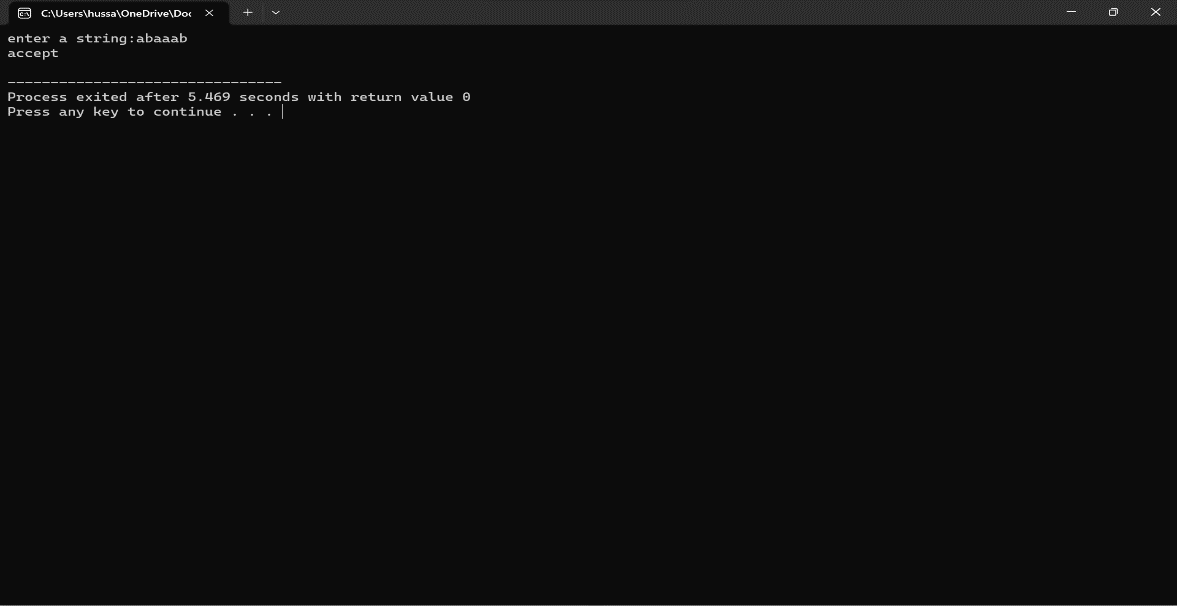 C:\Users\hussa\OneDrive\Doc
enter a string:abaaab
accept
--------------------------------
Process exited after 5.469 seconds with return value 0
Press any key to continue . . .